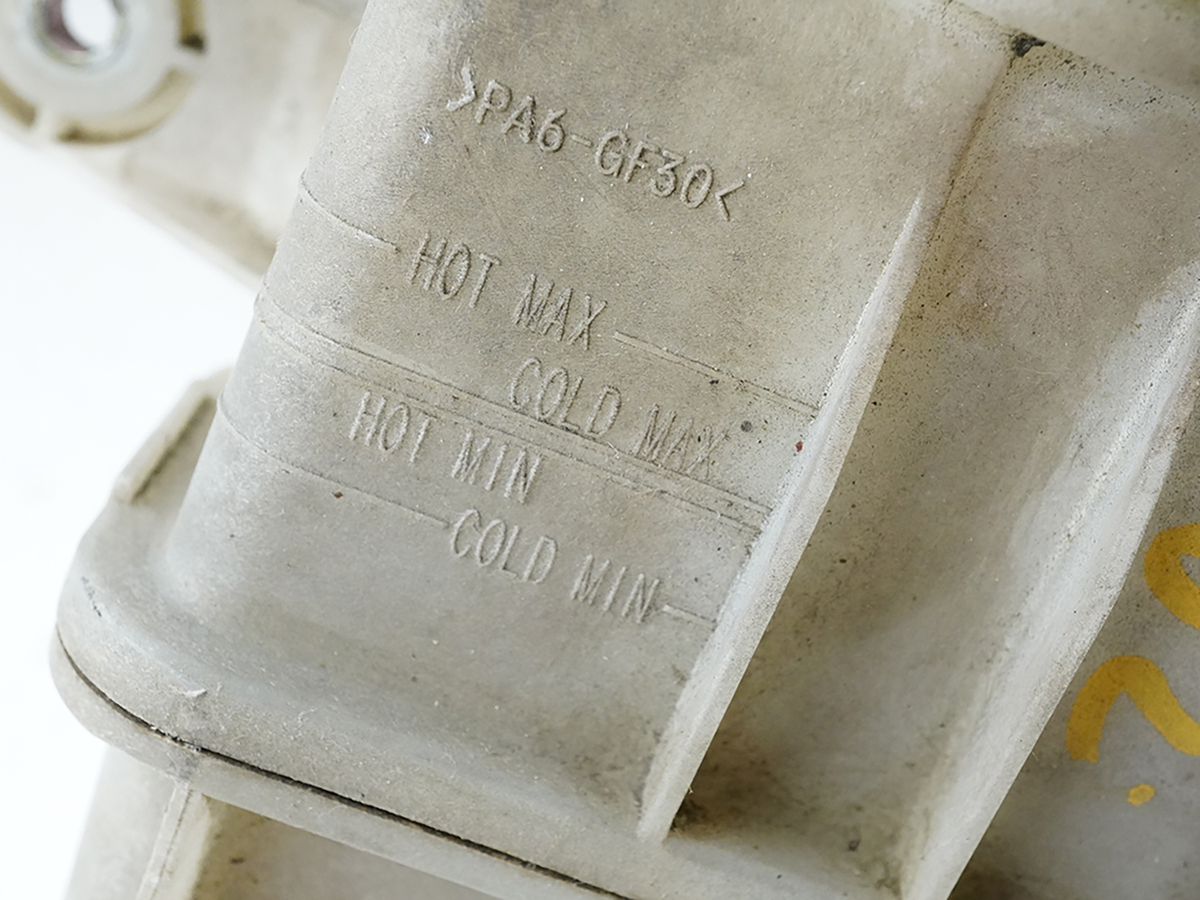 >PA6-GF30<
HOT MAX
COLD MAX
HOT MIN
COLD MIN